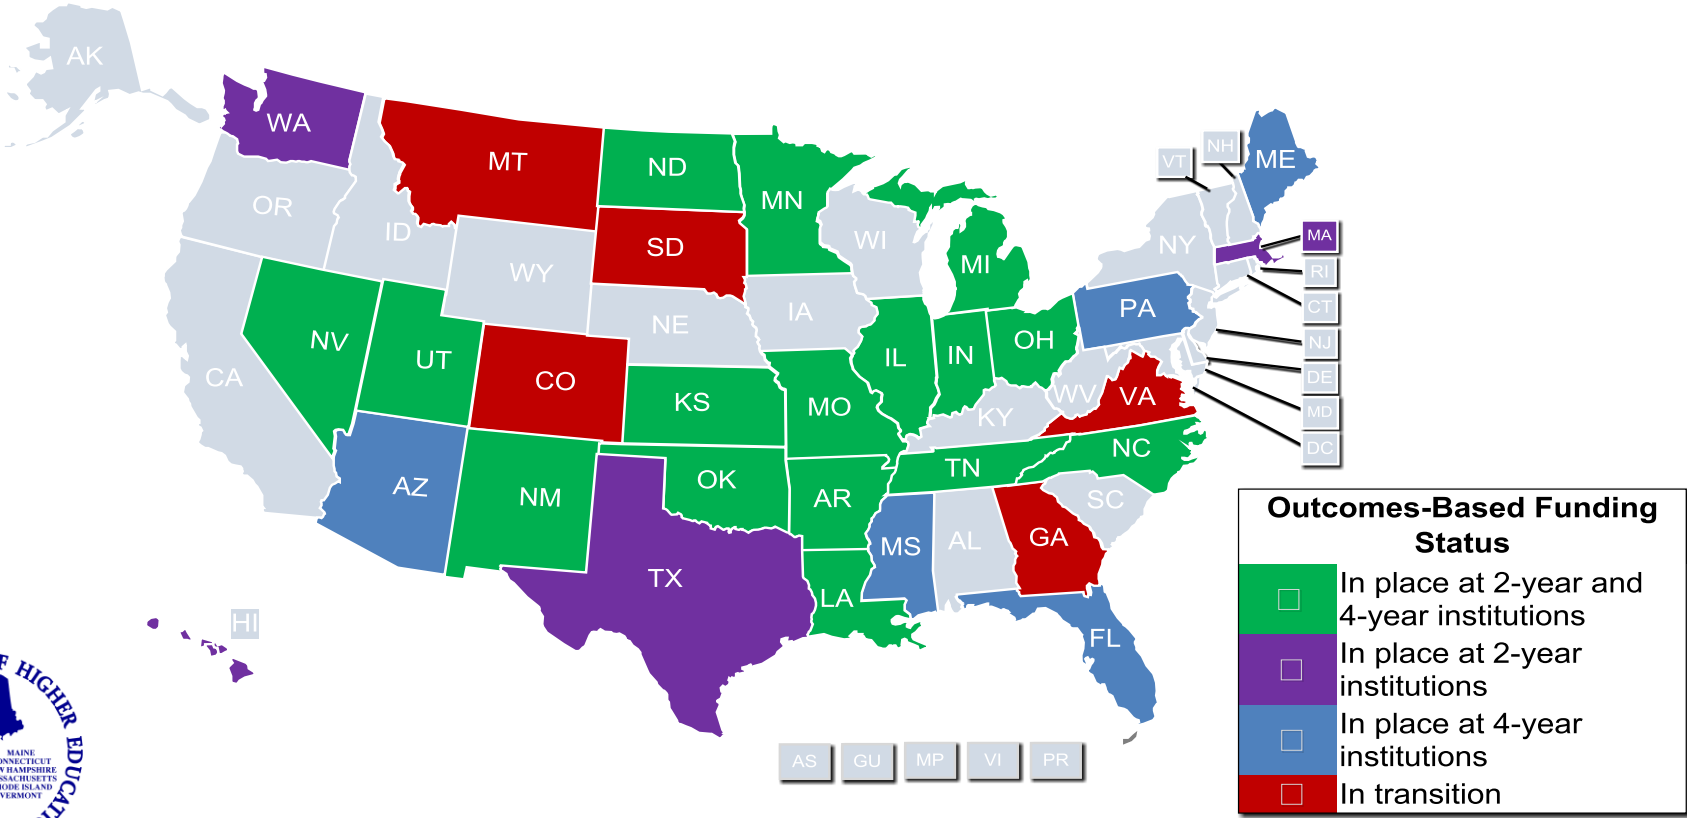 AK
WA
MT
ND
MN
OR
ID
SD
WI
MI
WY
NE
IA
NY
VT
NH
ME
MA
RI
CT
NJ
DE
MD
DC
PA
NV
UT
CO
CA
KS
MO
IL
IN
OH
WV
VA
KY
NC
TN
AZ
NM
OK
AR
SC
MS
AL
GA
TX
LA
FL
HI
AS
GU
MP
VI
PR
Outcomes-Based Funding
Status
In place at 2-year and
4-year institutions
In place at 2-year
institutions
In place at 4-year
institutions
In transition
HIGHER
MAINE
VERMONT